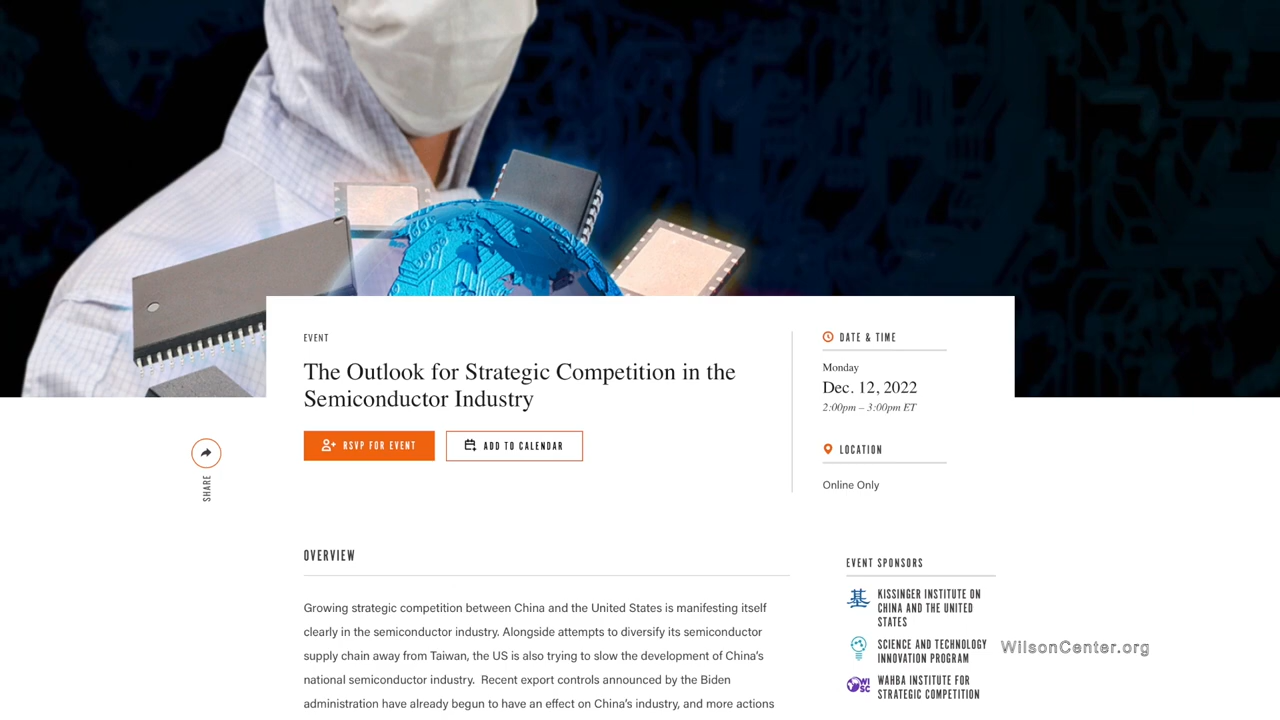 EVENT
The Outlook for Strategic Competition in the
Semiconductor Industry
RSVP FOR EVENT
ADD TO CALENDAR
DATE & TIME
Monday
Dec. 12, 2022
2:00pm – 3:00pm ET
LOCATION
Online Only
SHARE
OVERVIEW
Growing strategic competition between China and the United States is manifesting itself
clearly in the semiconductor industry. Alongside attempts to diversify its semiconductor
supply chain away from Taiwan, the US is also trying to slow the development of China's
national semiconductor industry. Recent export controls announced by the Biden
administration have already begun to have an effect on China's industry, and more actions
EVENT SPONSORS
基
KISSINGER INSTITUTE ON
CHINA AND THE UNITED
STATES
SCIENCE AND TECHNOLOGY
INNOVATION PROGRAM
WI
SC
WAHBA INSTITUTE FOR
STRATEGIC COMPETITION
WilsonCenter.org